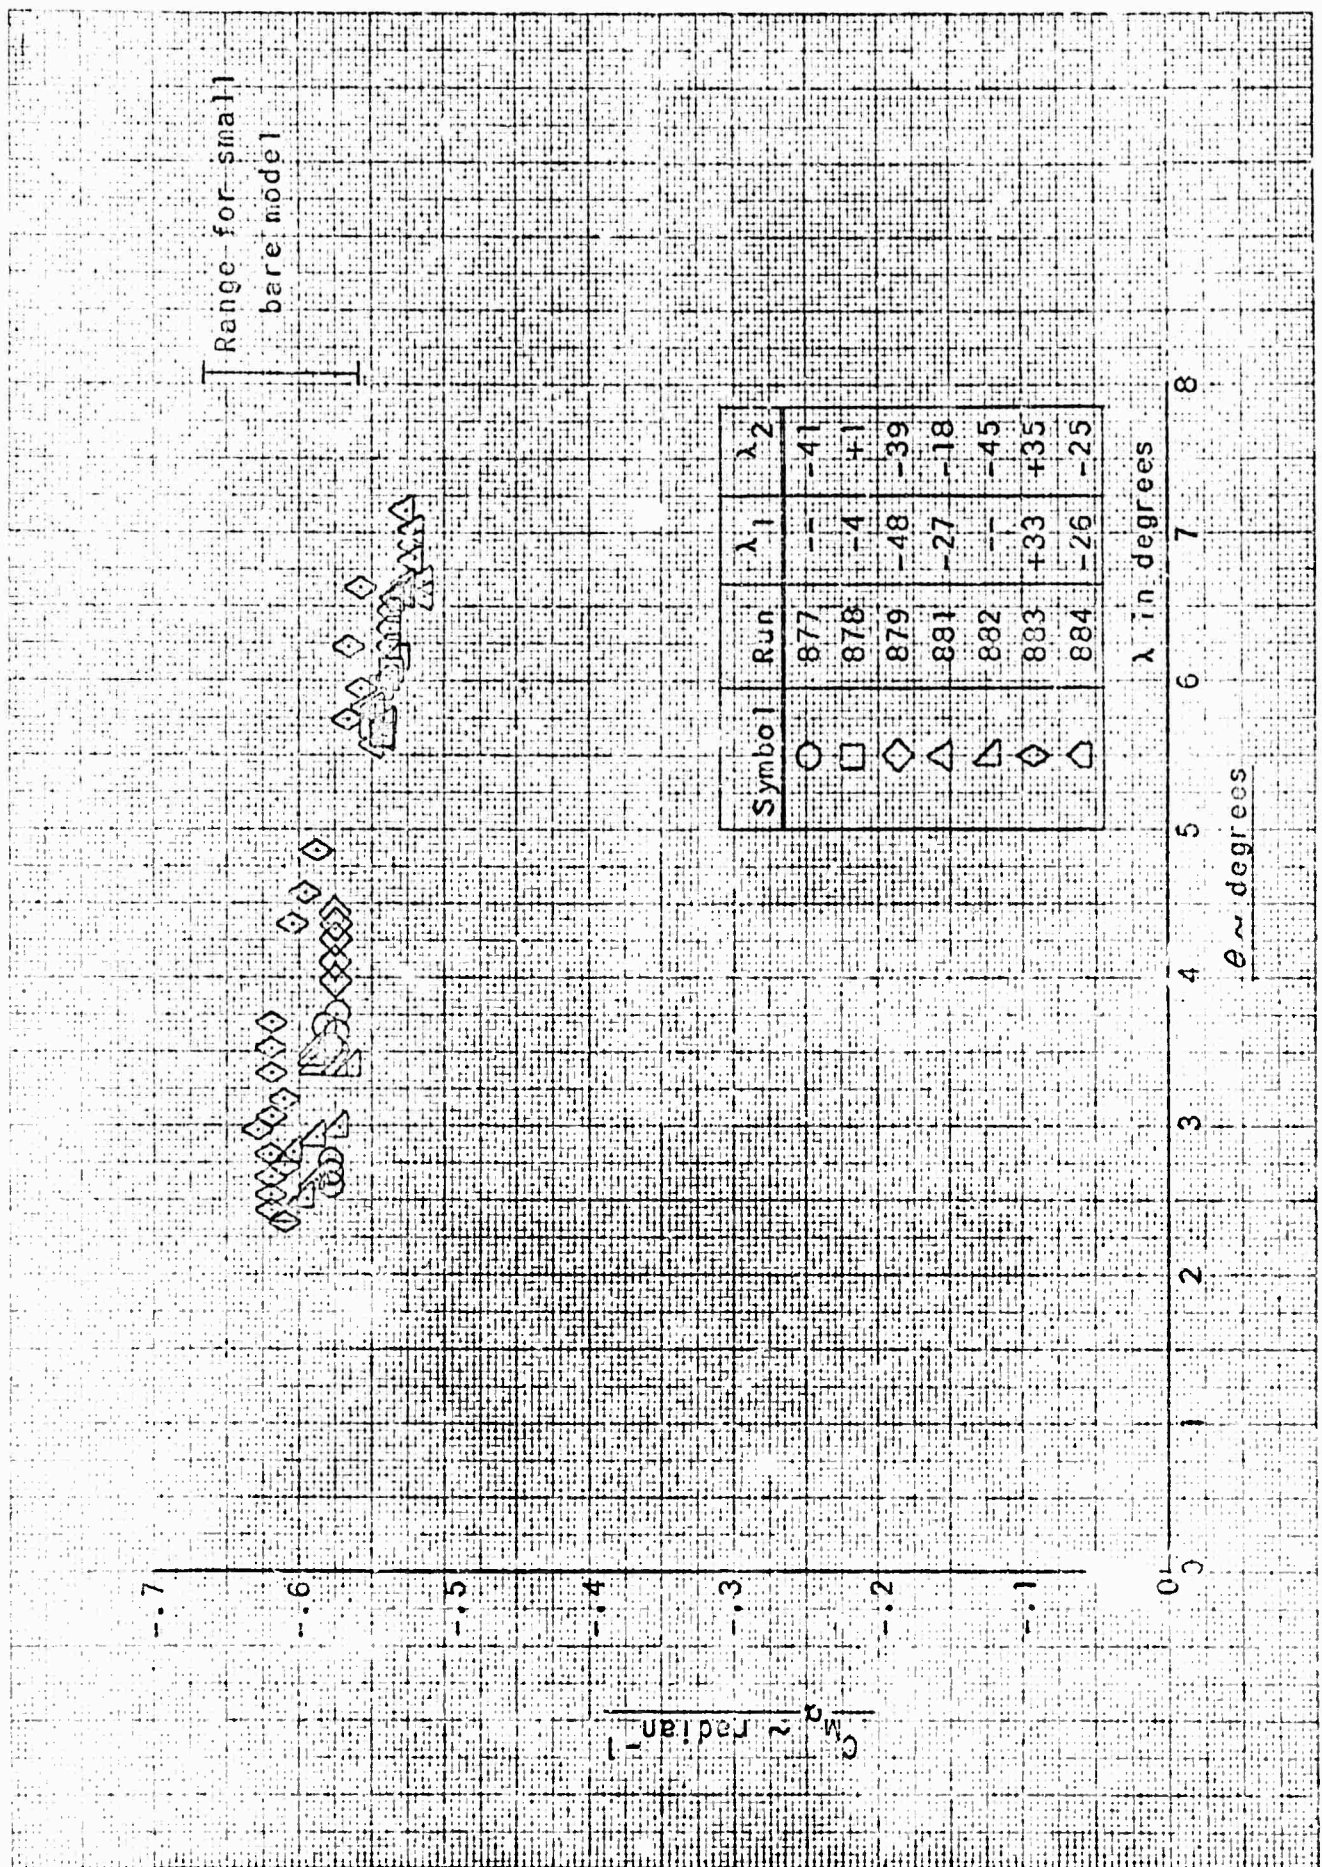 Range for small
bare model
-.7
-.6
-.5
-.4
-.3
-.2
-.1
0
0 1 2 3 4 5 6 7 8
C_Mα ~ radian⁻¹
θ ~ degrees
Symbol Run λ1 λ2
○ 877 -- -41
□ 878 -4 +1
◇ 879 -48 -39
△ 881 -27 -18
◺ 882 -- -45
◇ 883 +33 +35
⌂ 884 -26 -25
λ in degrees